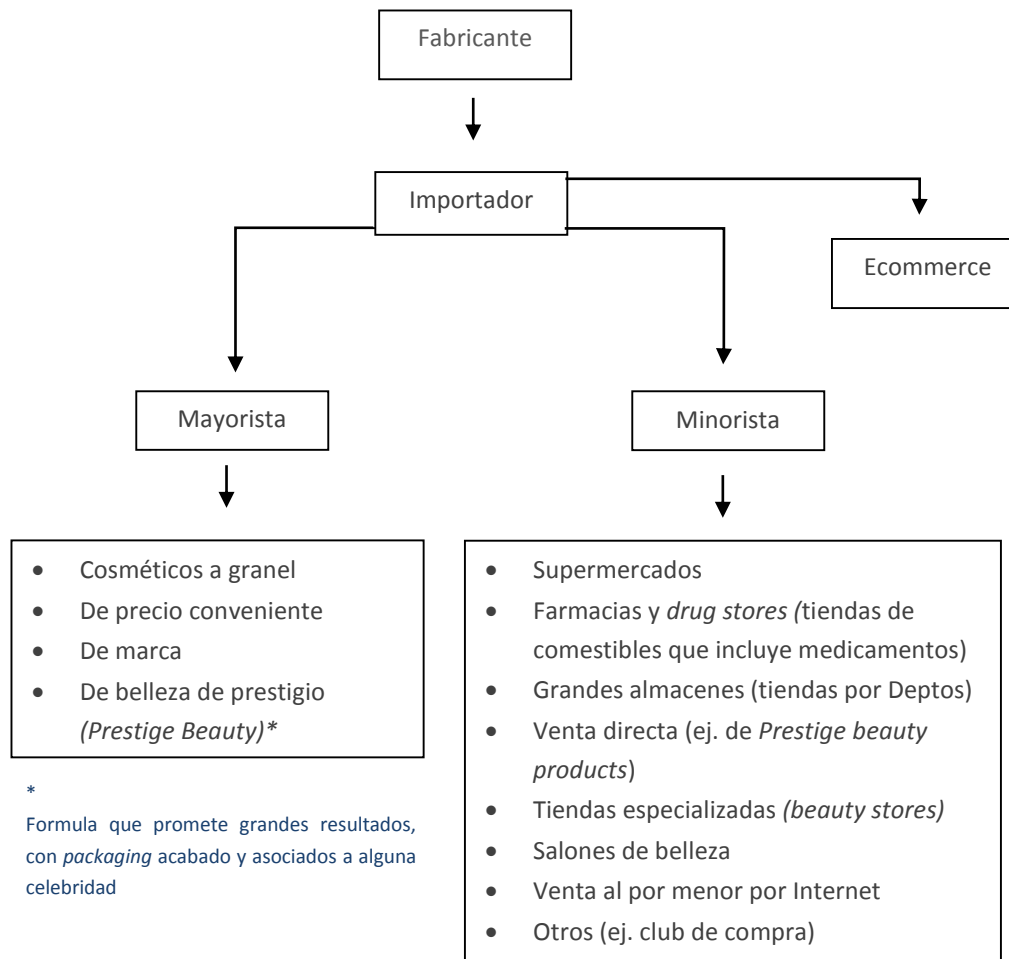 Fabricante
Importador
Ecommerce
Mayorista
Minorista
• Cosméticos a granel
• De precio conveniente
• De marca
• De belleza de prestigio
(Prestige Beauty)*
*
Formula que promete grandes resultados,
con packaging acabado y asociados a alguna
celebridad
• Supermercados
• Farmacias y drug stores (tiendas de
comestibles que incluye medicamentos)
• Grandes almacenes (tiendas por Deptos)
• Venta directa (ej. de Prestige beauty
products)
• Tiendas especializadas (beauty stores)
• Salones de belleza
• Venta al por menor por Internet
• Otros (ej. club de compra)